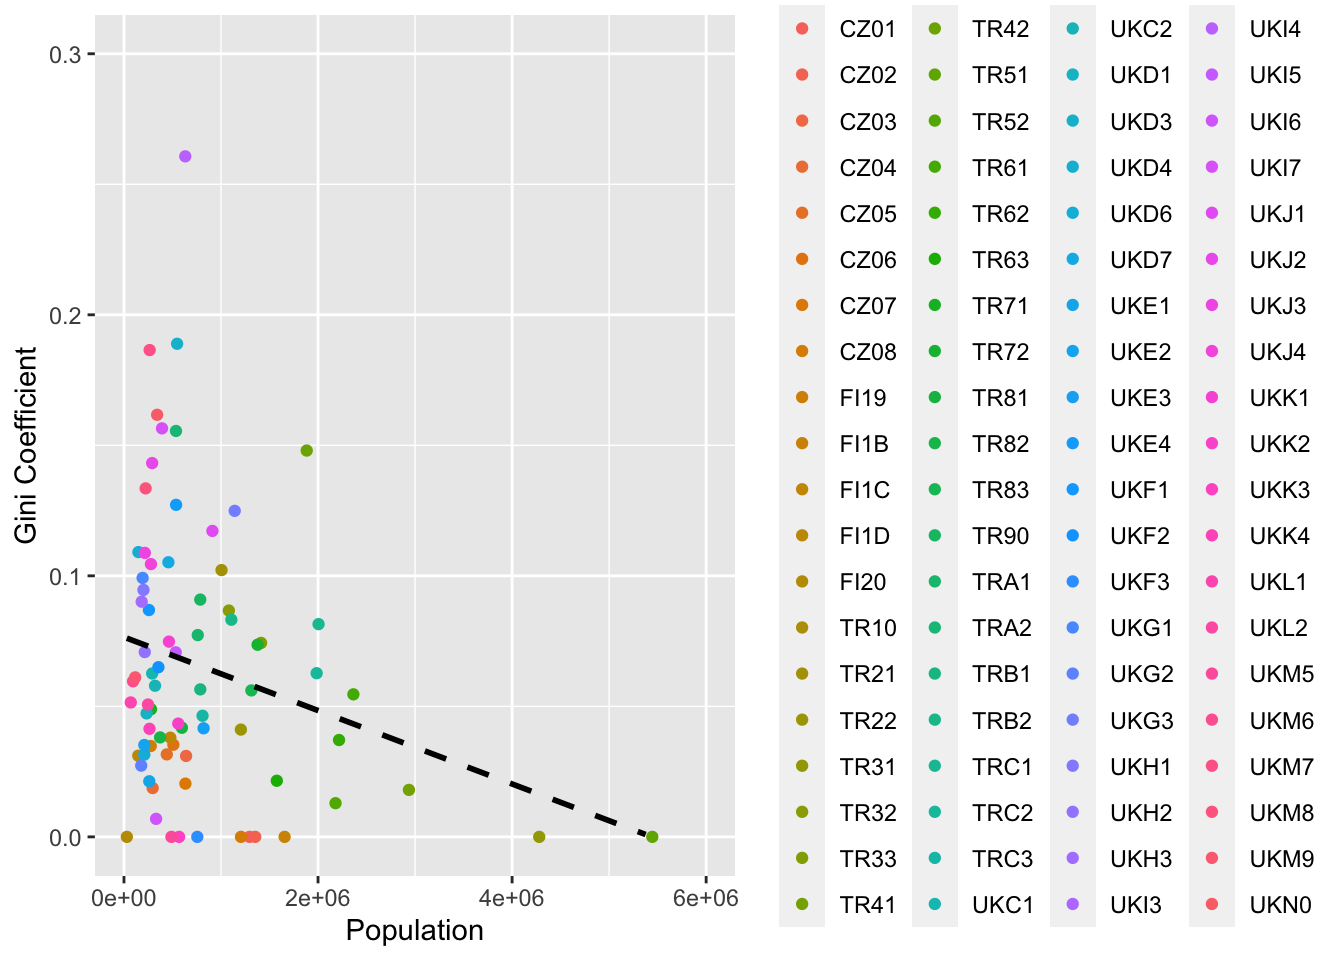 0.3
0.2
0.1
0.0
Gini Coefficient
0e+00
2e+06
4e+06
6e+06
Population
CZ01
CZ02
CZ03
CZ04
CZ05
CZ06
CZ07
CZ08
FI19
FI1B
FI1C
FI1D
FI20
TR10
TR21
TR22
TR31
TR32
TR33
TR41
TR42
TR51
TR52
TR61
TR62
TR63
TR71
TR72
TR81
TR82
TR83
TR90
TRA1
TRA2
TRB1
TRB2
TRC1
TRC2
TRC3
UKC1
UKC2
UKD1
UKD3
UKD4
UKD6
UKD7
UKE1
UKE2
UKE3
UKE4
UKF1
UKF2
UKF3
UKG1
UKG2
UKG3
UKH1
UKH2
UKH3
UKI3
UKI4
UKI5
UKI6
UKI7
UKJ1
UKJ2
UKJ3
UKJ4
UKK1
UKK2
UKK3
UKK4
UKL1
UKL2
UKM5
UKM6
UKM7
UKM8
UKM9
UKN0